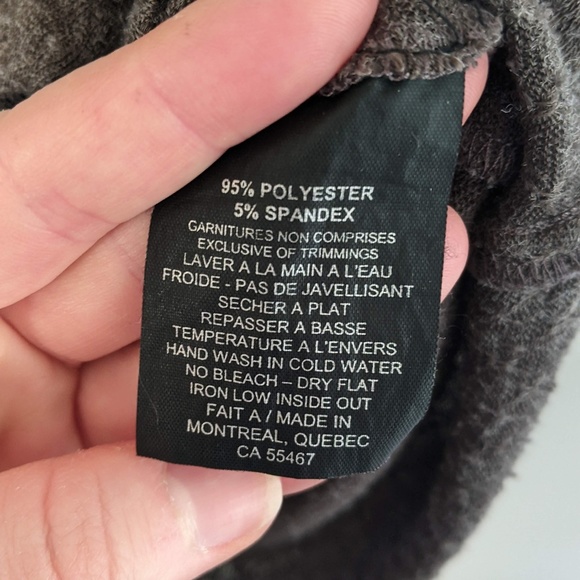 95% POLYESTER
5% SPANDEX
GARNITURES NON COMPRISES
EXCLUSIVE OF TRIMMINGS
LAVER A LA MAIN A L'EAU
FROIDE - PAS DE JAVELLISANT
SECHER A PLAT
REPASSER A BASSE
TEMPERATURE A L'ENVERS
HAND WASH IN COLD WATER
NO BLEACH – DRY FLAT
IRON LOW INSIDE OUT
FAIT A / MADE IN
MONTREAL, QUEBEC
CA 55467